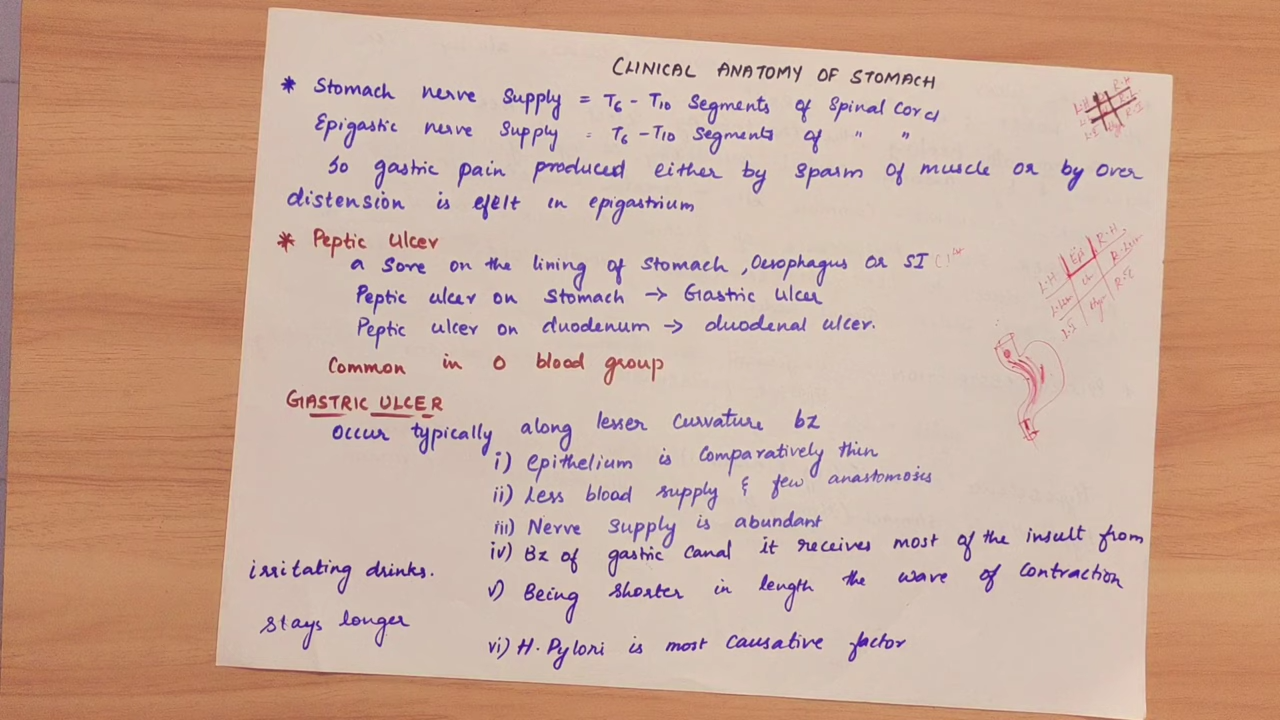 CLINICAL ANATOMY OF STOMACH
* Stomach nerve supply = T6 - T10 Segments of Spinal Cord
Epigastic nerve Supply = T6 - T10 Segments of " "
So gastric pain produced either by spasm of muscle or by over
distension is efelt in epigastrium
* Peptic Ulcer
a Sore on the lining of Stomach, Oesophagus or SI
Peptic ulcer on Stomach → Gastric Ulcer
Peptic ulcer on duodenum → duodenal ulcer.
Common in O blood group
GASTRIC ULCER
Occur typically along lesser curvature bz
i) epithelium is comparatively thin
ii) Less blood supply & few anastomosis
iii) Nerve supply is abundant
iv) Bz of gastric canal it receives most of the insult from
irritating drinks.
v) Being shorter in length the wave of contraction
stays longer
vi) H. Pylori is most causative factor
R.H
L.H
Epi
R.H
L.H
Hyp